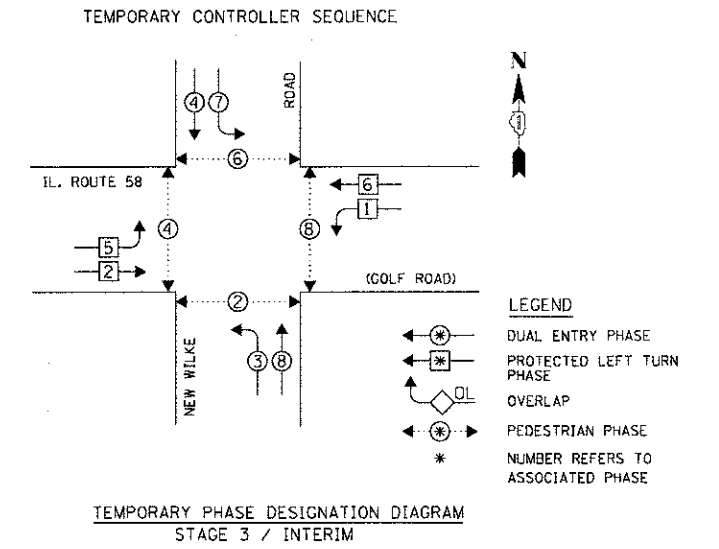 TEMPORARY CONTROLLER SEQUENCE
N
ROAD
4
7
6
IL. ROUTE 58
6
1
4
8
5
2
(GOLF ROAD)
2
NEW WILKE
3
8
LEGEND
* DUAL ENTRY PHASE
* PROTECTED LEFT TURN
PHASE
OL OVERLAP
* PEDESTRIAN PHASE
* NUMBER REFERS TO
ASSOCIATED PHASE
TEMPORARY PHASE DESIGNATION DIAGRAM
STAGE 3 / INTERIM